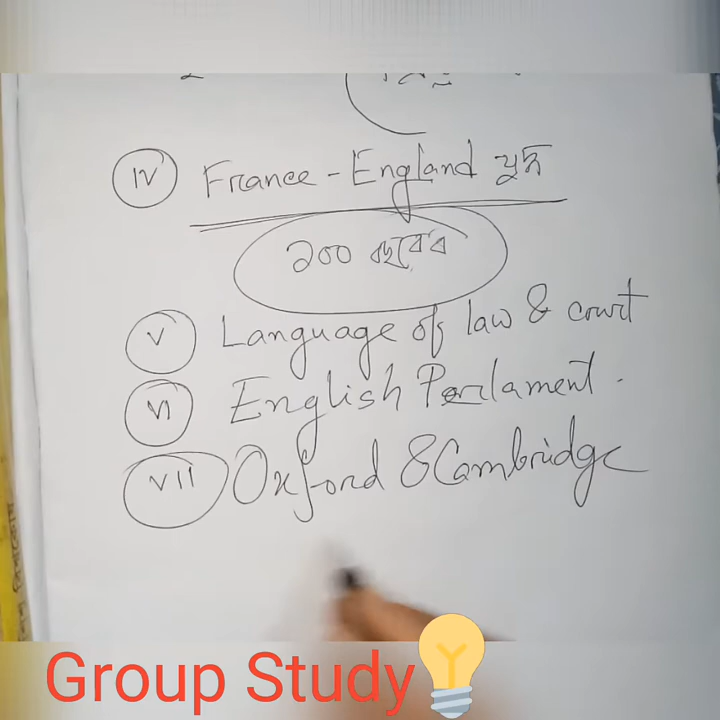 IV France - England যুদ্ধ
১০০ বছরের
V Language of law & court
VI English Parlament .
VII Oxford & Cambridge
Group Study